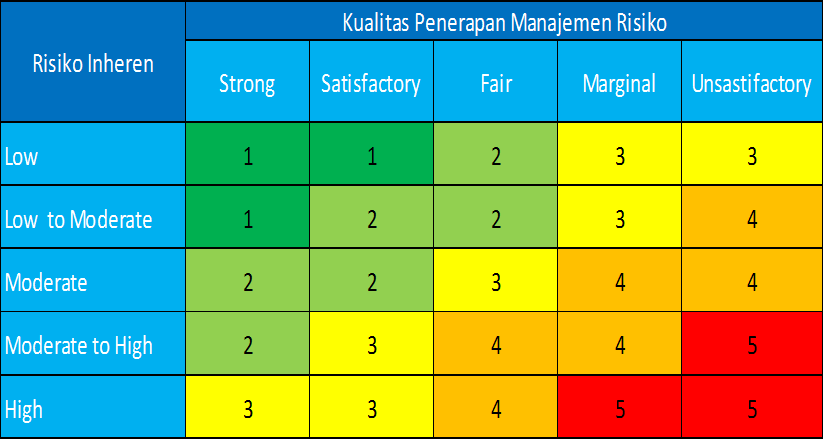 Kualitas Penerapan Manajemen Risiko
Risiko Inheren
Strong Satisfactory Fair Marginal Unsastifactory
Low 1 1 2 3 3
Low to Moderate 1 2 2 3 4
Moderate 2 2 3 4 4
Moderate to High 2 3 4 4 5
High 3 3 4 5 5